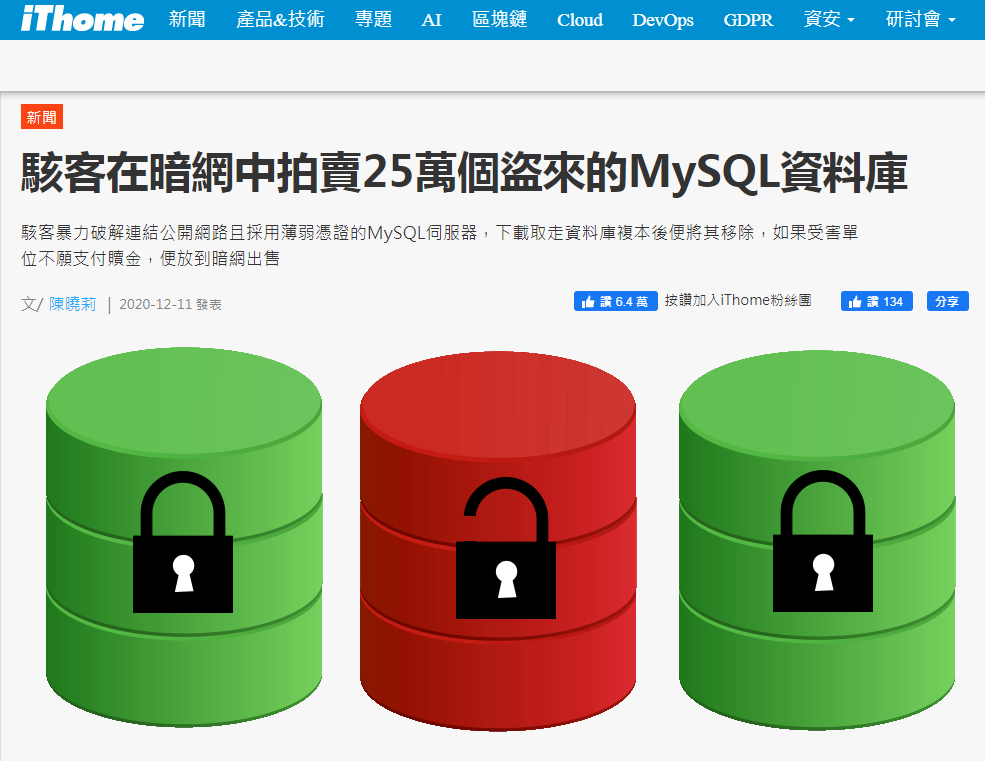 iThome 新聞 產品&技術 專題 AI 區塊鏈 Cloud DevOps GDPR 資安 研討會
新聞
駭客在暗網中拍賣25萬個盜來的MySQL資料庫
駭客暴力破解連結公開網路且採用薄弱憑證的MySQL伺服器，下載取走資料庫複本後便將其移除，如果受害單
位不願支付贖金，便放到暗網出售
文/ 陳曉莉 | 2020-12-11 發表 讚 6.4 萬 按讚加入iThome粉絲團 讚 134 分享